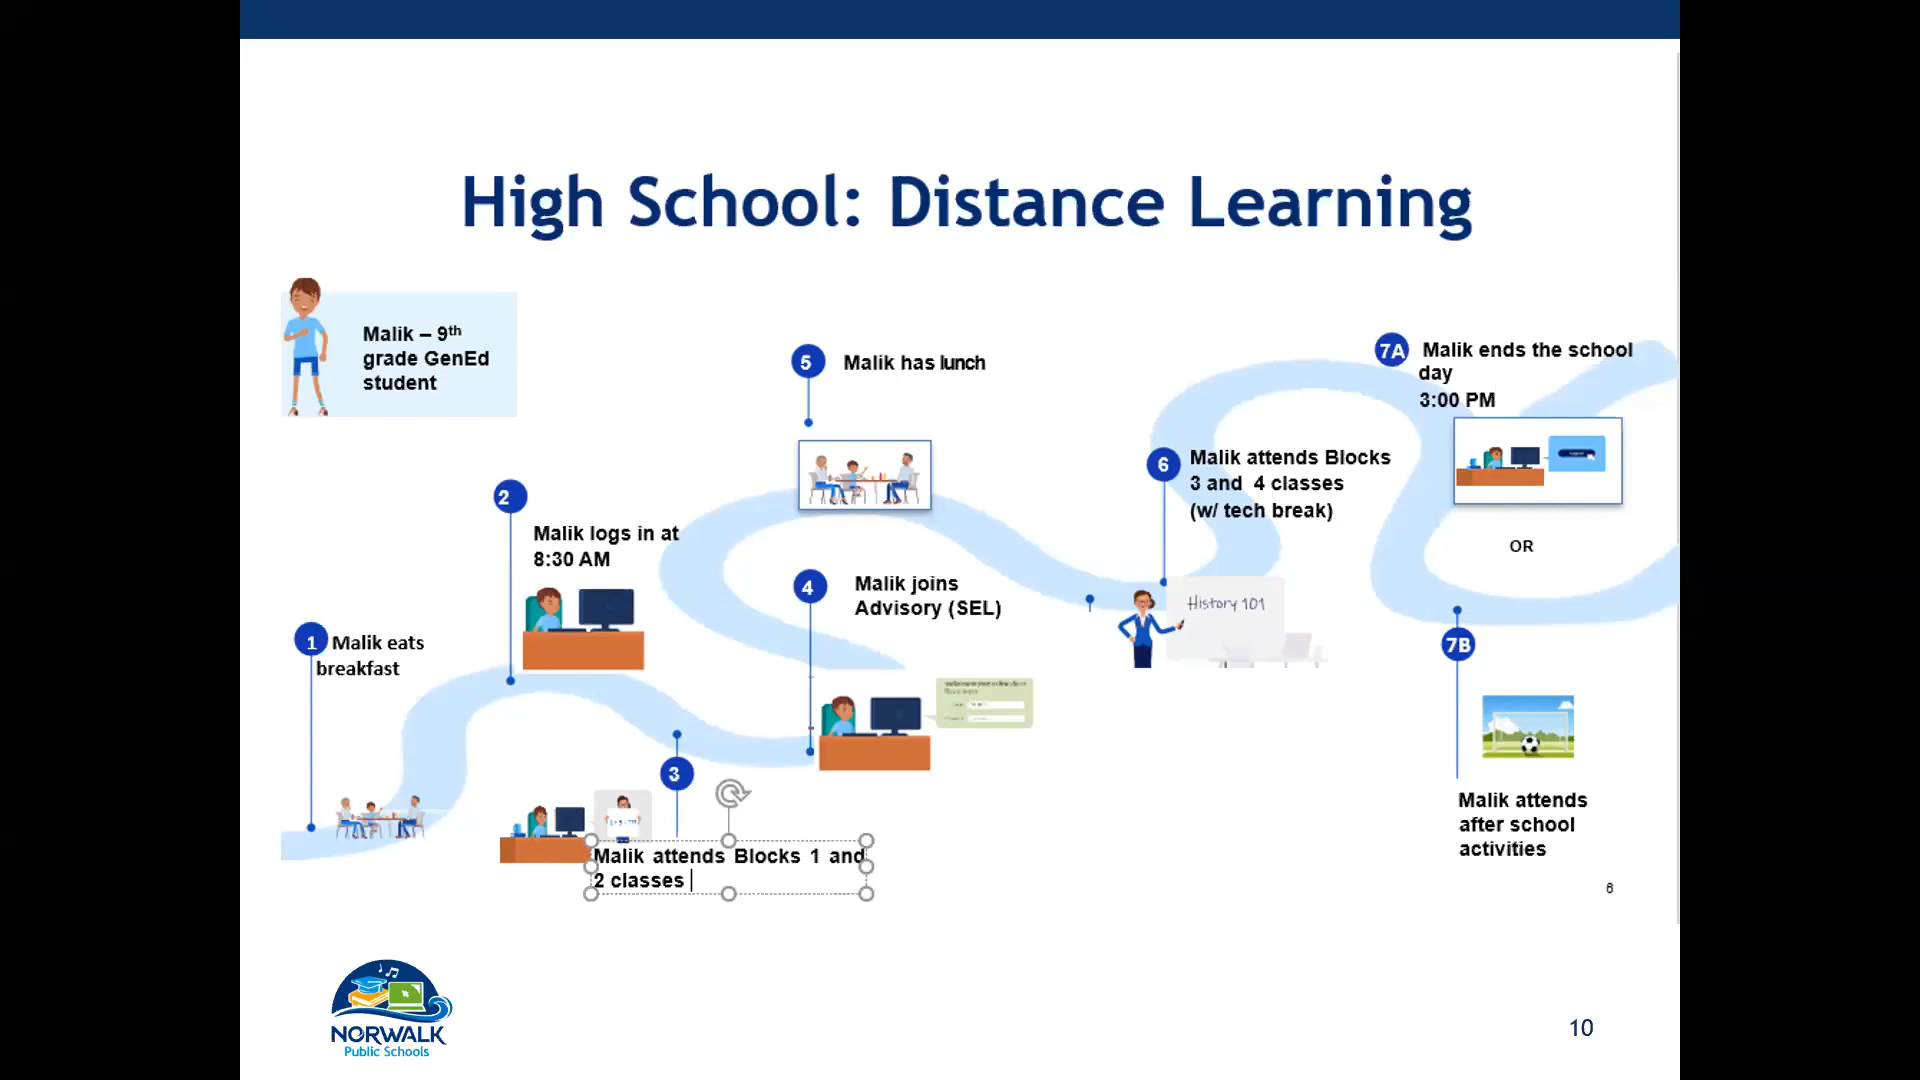 High School: Distance Learning
Malik – 9th
grade GenEd
student
1 Malik eats
breakfast
2
Malik logs in at
8:30 AM
3
Malik attends Blocks 1 and
2 classes
4
Malik joins
Advisory (SEL)
5
Malik has lunch
6
Malik attends Blocks
3 and 4 classes
(w/ tech break)
History 101
7A
Malik ends the school
day
3:00 PM
OR
7B
Malik attends
after school
activities
6
NORWALK
Public Schools
10